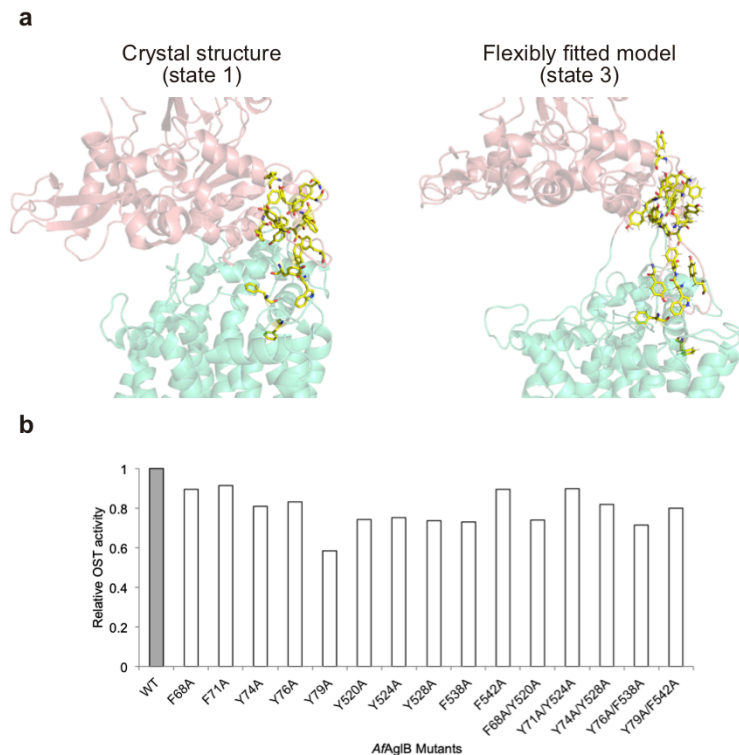 a
Crystal structure
(state 1)
Flexibly fitted model
(state 3)
b
Relative OST activity
1
0.8
0.6
0.4
0.2
0
WT
F68A
F71A
Y74A
Y76A
Y79A
Y520A
Y524A
Y528A
F538A
F542A
F68A/Y520A
Y71A/Y524A
Y74A/Y528A
Y76A/F538A
Y79A/F542A
AfAglB Mutants